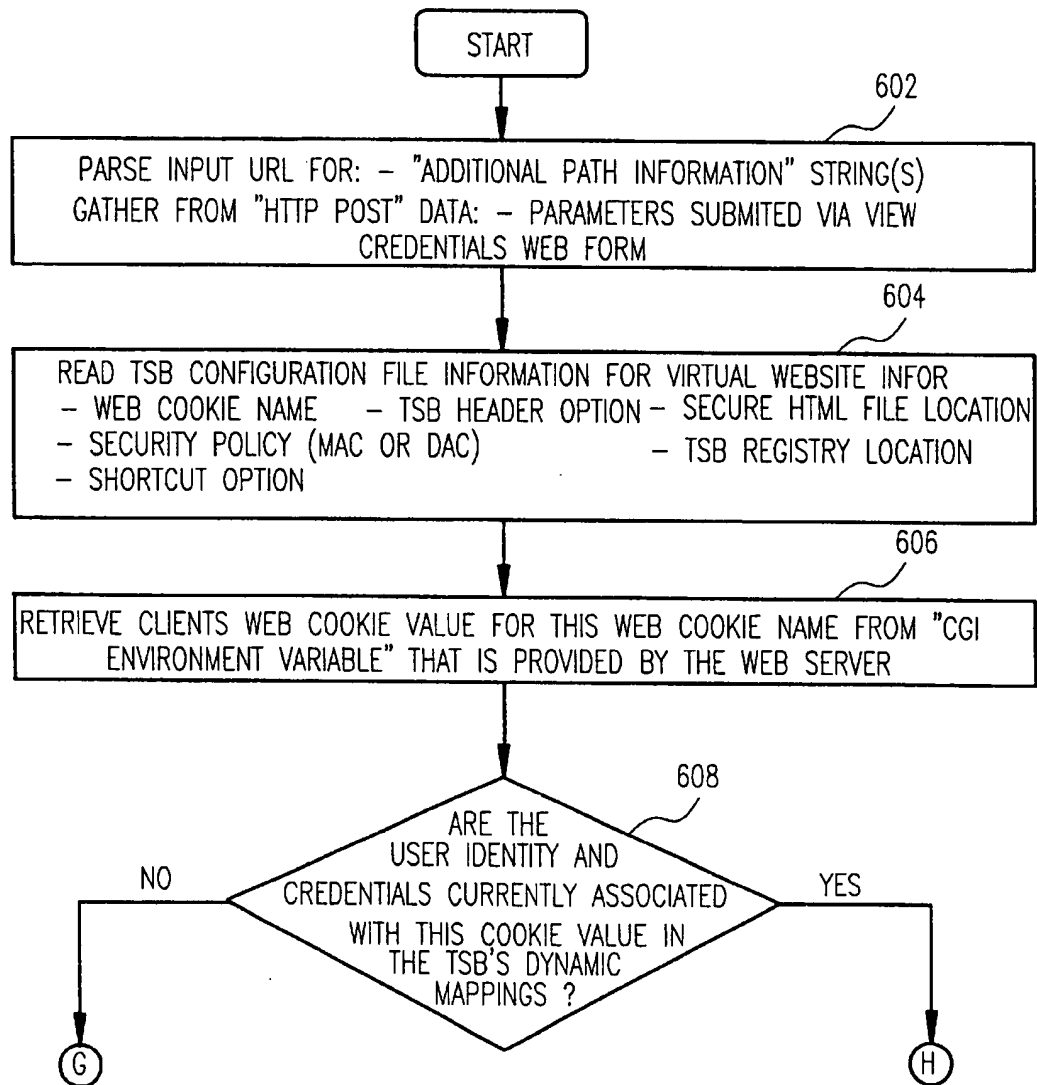 START
602
PARSE INPUT URL FOR: – "ADDITIONAL PATH INFORMATION" STRING(S)
GATHER FROM "HTTP POST" DATA: – PARAMETERS SUBMITED VIA VIEW
CREDENTIALS WEB FORM
604
READ TSB CONFIGURATION FILE INFORMATION FOR VIRTUAL WEBSITE INFOR
– WEB COOKIE NAME – TSB HEADER OPTION – SECURE HTML FILE LOCATION
– SECURITY POLICY (MAC OR DAC) – TSB REGISTRY LOCATION
– SHORTCUT OPTION
606
RETRIEVE CLIENTS WEB COOKIE VALUE FOR THIS WEB COOKIE NAME FROM "CGI
ENVIRONMENT VARIABLE" THAT IS PROVIDED BY THE WEB SERVER
608
ARE THE
USER IDENTITY AND
CREDENTIALS CURRENTLY ASSOCIATED
WITH THIS COOKIE VALUE IN
THE TSB'S DYNAMIC
MAPPINGS ?
NO
YES
G
H